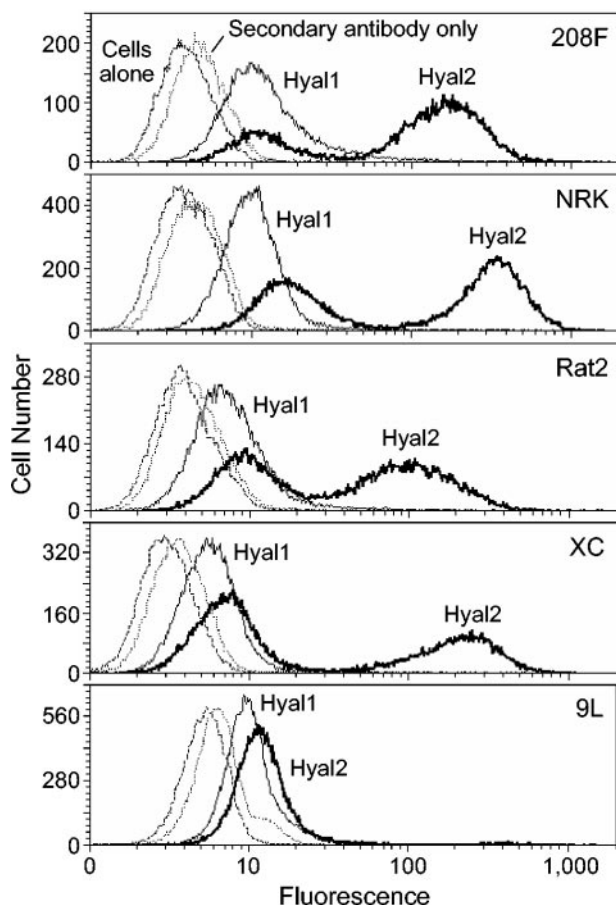 208F
200
100
0
Cells
alone
Secondary antibody only
Hyal1
Hyal2
NRK
400
200
0
Hyal1
Hyal2
Rat2
280
140
0
Hyal1
Hyal2
XC
320
160
0
Hyal1
Hyal2
9L
560
280
0
Hyal1
Hyal2
Cell Number
0 10 100 1,000
Fluorescence